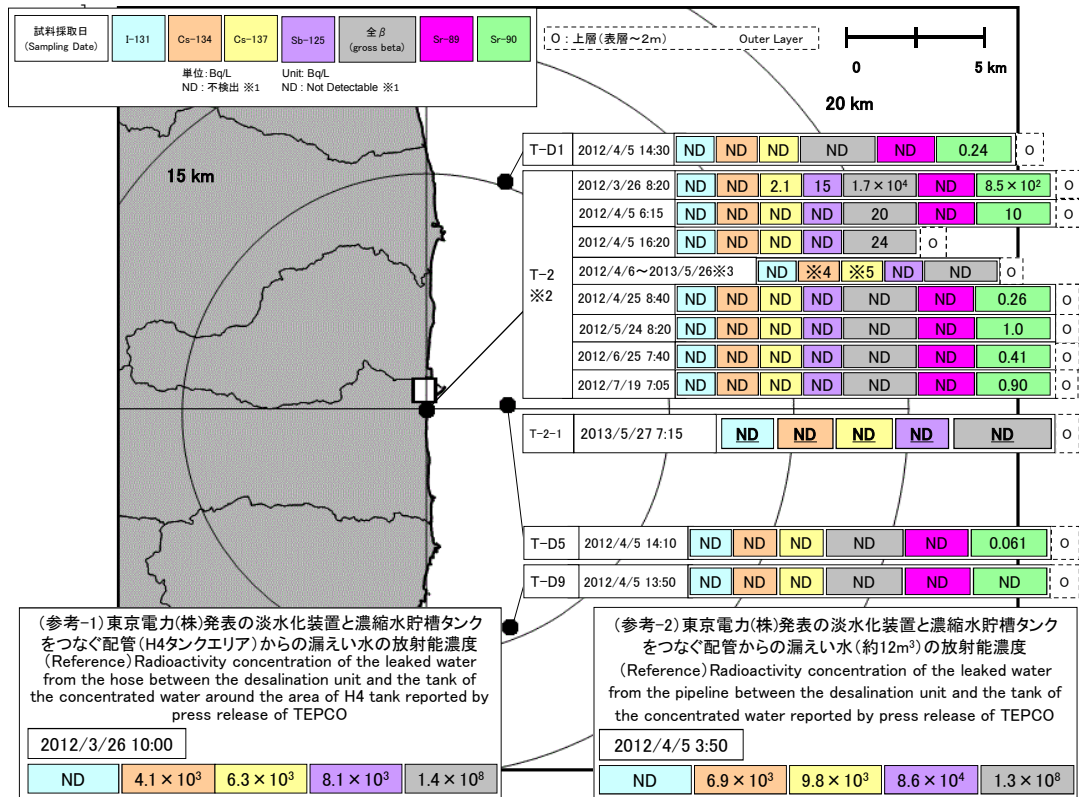 試料採取日
(Sampling Date)
I-131
Cs-134
Cs-137
Sb-125
全β
(gross beta)
Sr-89
Sr-90
単位:Bq/L
ND : 不検出 ※1
Unit: Bq/L
ND : Not Detectable ※1
O : 上層(表層~2m) Outer Layer
0 5 km
20 km
15 km
T-D1 2012/4/5 14:30 ND ND ND ND ND 0.24 O
T-2
※2
2012/3/26 8:20 ND ND 2.1 15 1.7×10⁴ ND 8.5×10² O
2012/4/5 6:15 ND ND ND ND 20 ND 10 O
2012/4/5 16:20 ND ND ND ND 24 O
2012/4/6~2013/5/26※3 ND ※4 ※5 ND ND O
2012/4/25 8:40 ND ND ND ND ND ND 0.26 O
2012/5/24 8:20 ND ND ND ND ND ND 1.0 O
2012/6/25 7:40 ND ND ND ND ND ND 0.41 O
2012/7/19 7:05 ND ND ND ND ND ND 0.90 O
T-2-1 2013/5/27 7:15 ND ND ND ND ND O
T-D5 2012/4/5 14:10 ND ND ND ND ND 0.061 O
T-D9 2012/4/5 13:50 ND ND ND ND ND ND O
(参考-1)東京電力(株)発表の淡水化装置と濃縮水貯槽タンク
をつなぐ配管(H4タンクエリア)からの漏えい水の放射能濃度
(Reference) Radioactivity concentration of the leaked water
from the hose between the desalination unit and the tank of
the concentrated water around the area of H4 tank reported by
press release of TEPCO
2012/3/26 10:00
ND 4.1×10³ 6.3×10³ 8.1×10³ 1.4×10⁸
(参考-2)東京電力(株)発表の淡水化装置と濃縮水貯槽タンク
をつなぐ配管からの漏えい水(約12m³)の放射能濃度
(Reference) Radioactivity concentration of the leaked water
from the pipeline between the desalination unit and the tank of
the concentrated water reported by press release of TEPCO
2012/4/5 3:50
ND 6.9×10³ 9.8×10³ 8.6×10⁴ 1.3×10⁸